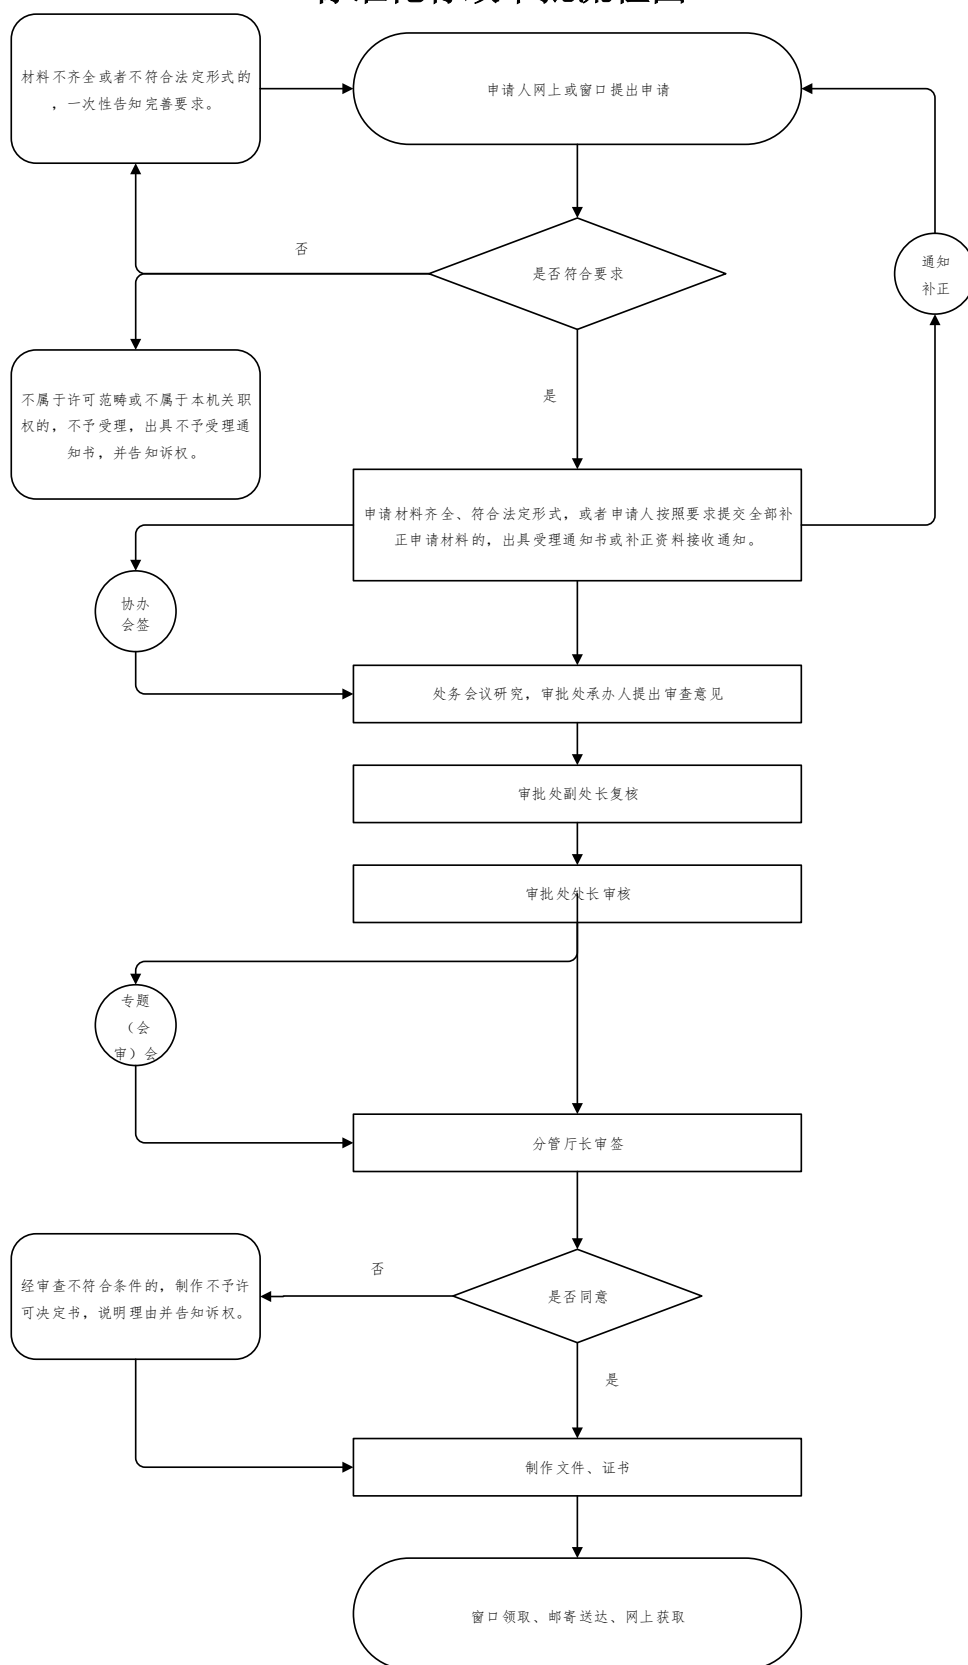 材料不齐全或者不符合法定形式的
，一次性告知完善要求。
申请人网上或窗口提出申请
否
是否符合要求
通知
补正
不属于许可范畴或不属于本机关职
权的，不予受理，出具不予受理通
知书，并告知诉权。
是
申请材料齐全、符合法定形式，或者申请人按照要求提交全部补
正申请材料的，出具受理通知书或补正资料接收通知。
协办
会签
处务会议研究，审批处承办人提出审查意见
审批处副处长复核
审批处处长审核
专题
（会
审）会
分管厅长审签
否
经审查不符合条件的，制作不予许
可决定书，说明理由并告知诉权。
是否同意
是
制作文件、证书
窗口领取、邮寄送达、网上获取